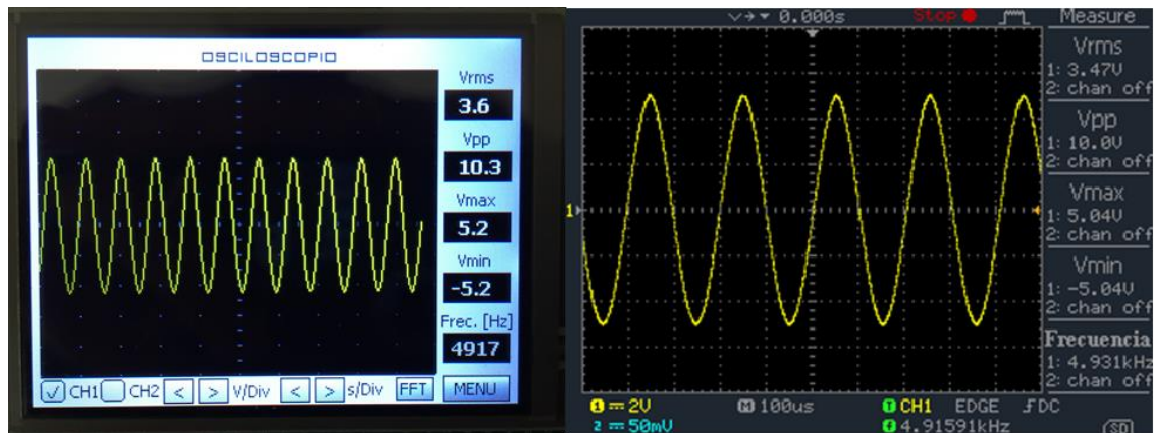 OSCILOSCOPIO
Vrms
3.6
Vpp
10.3
Vmax
5.2
Vmin
-5.2
Frec. [Hz]
4917
CH1 CH2 < > V/Div < > s/Div FFT MENU
0.000s Stop Measure
Vrms
1: 3.47V
2: chan off
Vpp
1: 10.0V
2: chan off
Vmax
1: 5.04V
2: chan off
Vmin
1: -5.04V
2: chan off
Frecuencia
1: 4.931kHz
2: chan off
1
1 = 2V M 100us T CH1 EDGE DC
2 = 50mV 4.91591kHz SD